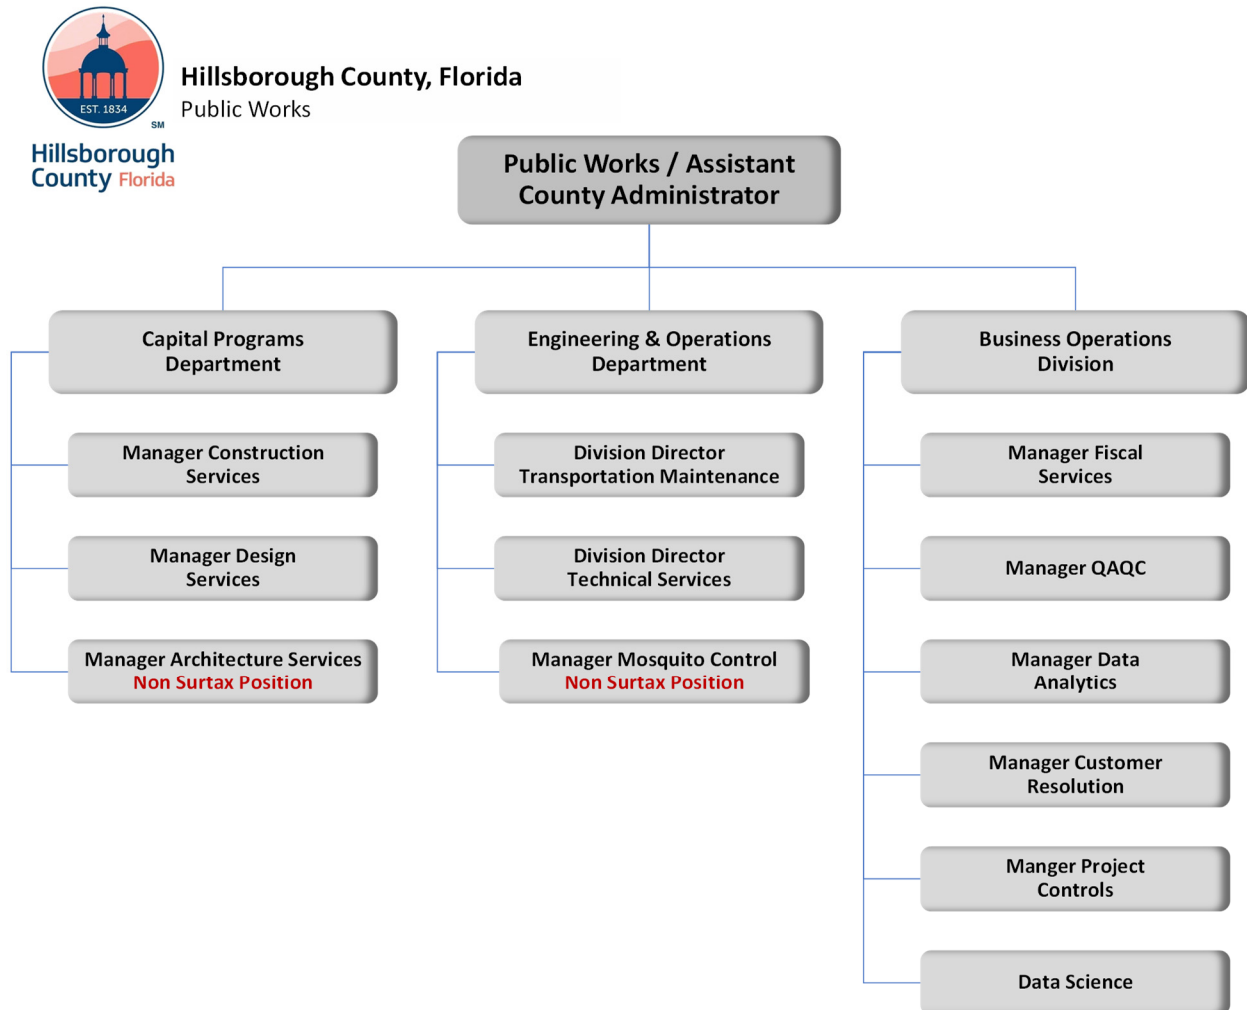 EST. 1834
SM
Hillsborough
County Florida
Hillsborough County, Florida
Public Works
Public Works / Assistant
County Administrator
Capital Programs
Department
Manager Construction
Services
Manager Design
Services
Manager Architecture Services
Non Surtax Position
Engineering & Operations
Department
Division Director
Transportation Maintenance
Division Director
Technical Services
Manager Mosquito Control
Non Surtax Position
Business Operations
Division
Manager Fiscal
Services
Manager QAQC
Manager Data
Analytics
Manager Customer
Resolution
Manger Project
Controls
Data Science